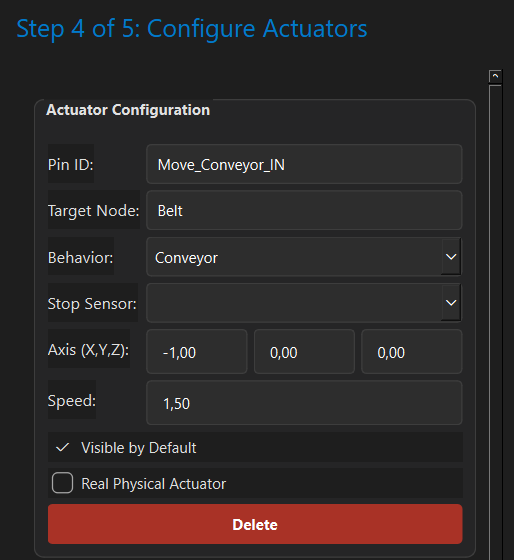 Step 4 of 5: Configure Actuators
Actuator Configuration
Pin ID: Move_Conveyor_IN
Target Node: Belt
Behavior: Conveyor
Stop Sensor:
Axis (X,Y,Z): -1,00 0,00 0,00
Speed: 1,50
Visible by Default
Real Physical Actuator
Delete